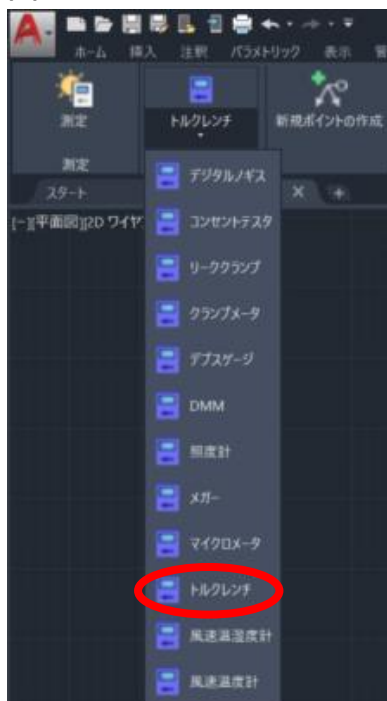 ホーム 挿入 注釈 パラメトリック 表示 管
測定 トルクレンチ 新規ポイントの作成
測定
スタート
[-][平面図][2D ワイヤ
デジタルノギス
コンセントテスタ
リーククランプ
クランプメータ
デプスゲージ
DMM
照度計
メガー
マイクロメータ
トルクレンチ
風速温湿度計
風速温度計